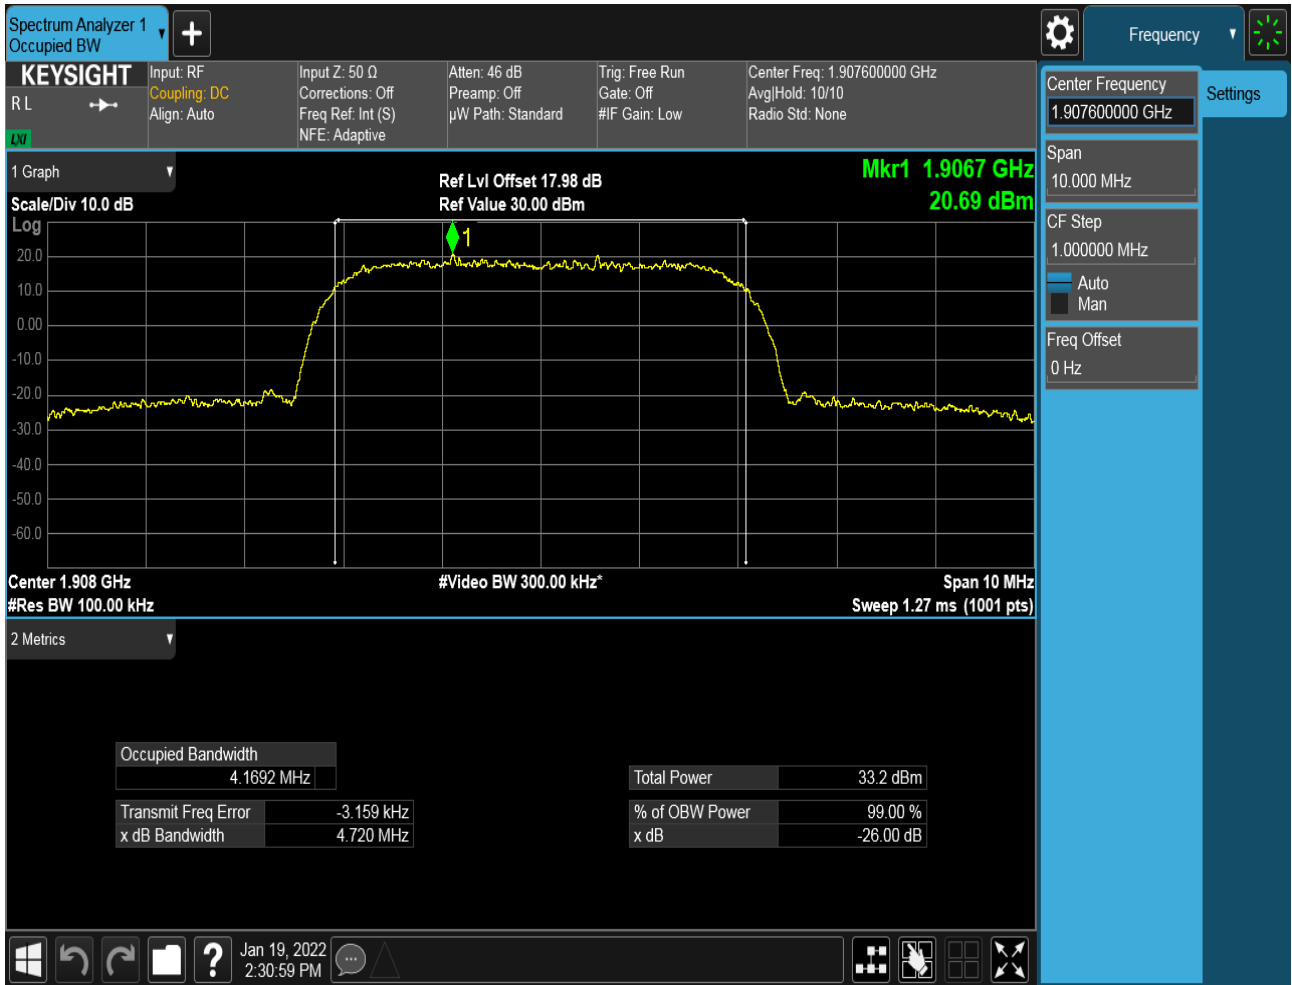 Spectrum Analyzer 1
Occupied BW
Frequency
KEYSIGHT
R L
LXI
Input: RF
Coupling: DC
Align: Auto
Input Z: 50 Ω
Corrections: Off
Freq Ref: Int (S)
NFE: Adaptive
Atten: 46 dB
Preamp: Off
µW Path: Standard
Trig: Free Run
Gate: Off
#IF Gain: Low
Center Freq: 1.907600000 GHz
Avg|Hold: 10/10
Radio Std: None
Center Frequency
1.907600000 GHz
Settings
Span
10.000 MHz
CF Step
1.000000 MHz
Auto
Man
Freq Offset
0 Hz
1 Graph
Scale/Div 10.0 dB
Ref Lvl Offset 17.98 dB
Ref Value 30.00 dBm
Mkr1 1.9067 GHz
20.69 dBm
Log
1
20.0
10.0
0.00
-10.0
-20.0
-30.0
-40.0
-50.0
-60.0
Center 1.908 GHz
#Video BW 300.00 kHz*
Span 10 MHz
#Res BW 100.00 kHz
Sweep 1.27 ms (1001 pts)
2 Metrics
Occupied Bandwidth
4.1692 MHz
Total Power 33.2 dBm
Transmit Freq Error -3.159 kHz
% of OBW Power 99.00 %
x dB Bandwidth 4.720 MHz
x dB -26.00 dB
?
Jan 19, 2022
2:30:59 PM